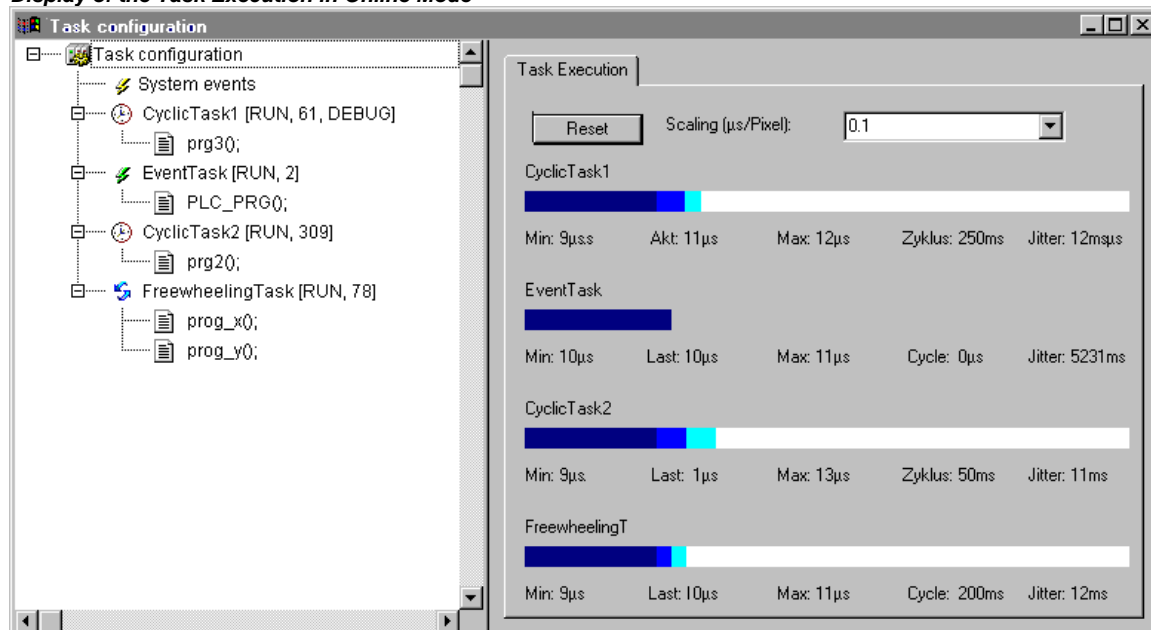 Display of the Task Execution in Online Mode
Task configuration
Task configuration
System events
CyclicTask1 [RUN, 61, DEBUG]
prg3();
EventTask [RUN, 2]
PLC_PRG();
CyclicTask2 [RUN, 309]
prg2();
FreewheelingTask [RUN, 78]
prog_x();
prog_y();
Task Execution
Reset Scaling (µs/Pixel): 0.1
CyclicTask1
Min: 9µs.s Akt: 11µs Max: 12µs Zyklus: 250ms Jitter: 12msµs
EventTask
Min: 10µs Last: 10µs Max: 11µs Cycle: 0µs Jitter: 5231ms
CyclicTask2
Min: 9µs. Last: 1µs Max: 13µs Zyklus: 50ms Jitter: 11ms
FreewheelingT
Min: 9µs Last: 10µs Max: 11µs Cycle: 200ms Jitter: 12ms